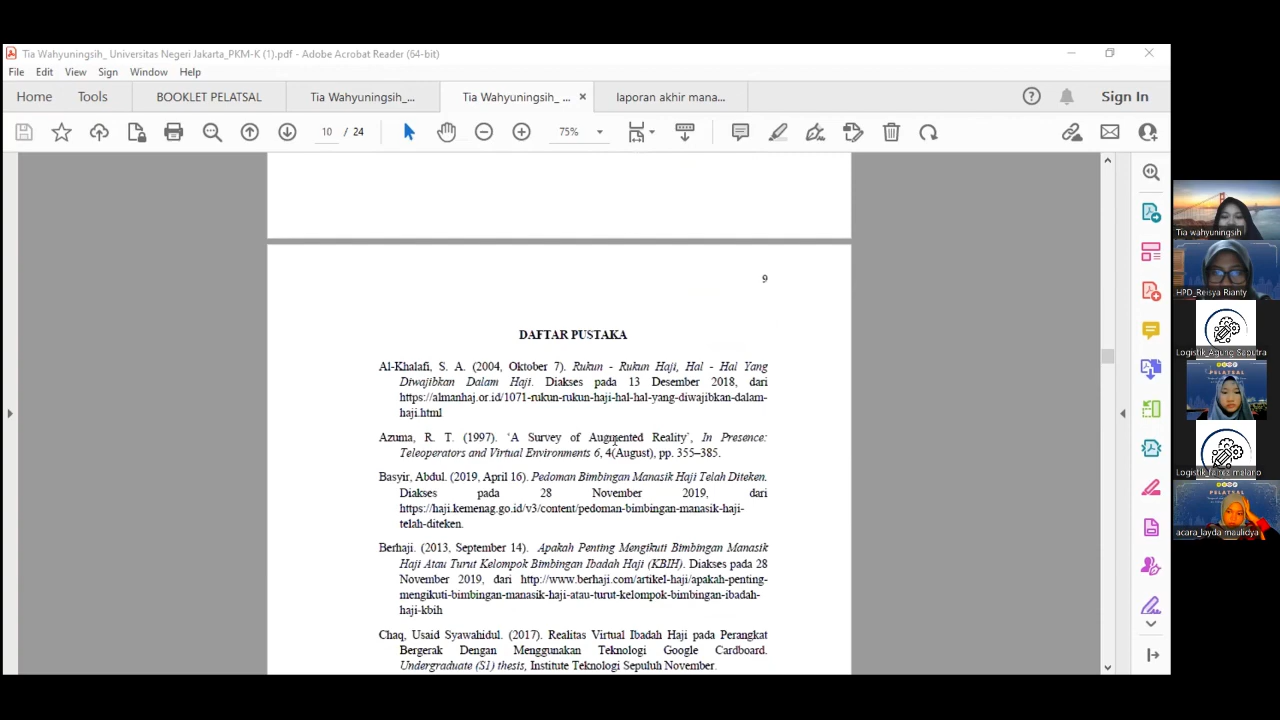 Tia Wahyuningsih_ Universitas Negeri Jakarta_PKM-K (1).pdf - Adobe Acrobat Reader (64-bit)
File Edit View Sign Window Help
Home Tools BOOKLET PELATSAL Tia Wahyuningsih_... Tia Wahyuningsih_ ... × laporan akhir mana... Sign In
10 / 24 75%
9
DAFTAR PUSTAKA
Al-Khalafi, S. A. (2004, Oktober 7). Rukun - Rukun Haji, Hal - Hal Yang
Diwajibkan Dalam Haji. Diakses pada 13 Desember 2018, dari
https://almanhaj.or.id/1071-rukun-rukun-haji-hal-hal-yang-diwajibkan-dalam-
haji.html
Azuma, R. T. (1997). ‘A Survey of Augmented Reality’, In Presence:
Teleoperators and Virtual Environments 6, 4(August), pp. 355–385.
Basyir, Abdul. (2019, April 16). Pedoman Bimbingan Manasik Haji Telah Diteken.
Diakses pada 28 November 2019, dari
https://haji.kemenag.go.id/v3/content/pedoman-bimbingan-manasik-haji-
telah-diteken.
Berhaji. (2013, September 14). Apakah Penting Mengikuti Bimbingan Manasik
Haji Atau Turut Kelompok Bimbingan Ibadah Haji (KBIH). Diakses pada 28
November 2019, dari http://www.berhaji.com/artikel-haji/apakah-penting-
mengikuti-bimbingan-manasik-haji-atau-turut-kelompok-bimbingan-ibadah-
haji-kbih
Chaq, Usaid Syawahidul. (2017). Realitas Virtual Ibadah Haji pada Perangkat
Bergerak Dengan Menggunakan Teknologi Google Cardboard.
Undergraduate (S1) thesis, Institute Teknologi Sepuluh November.
Tia wahyuningsih
HPD_Reisya Rianty
Logistik_Agung Saputra
PELATSAL
Logistik_fairrez melano
PELATSAL
acara_layda maulidya